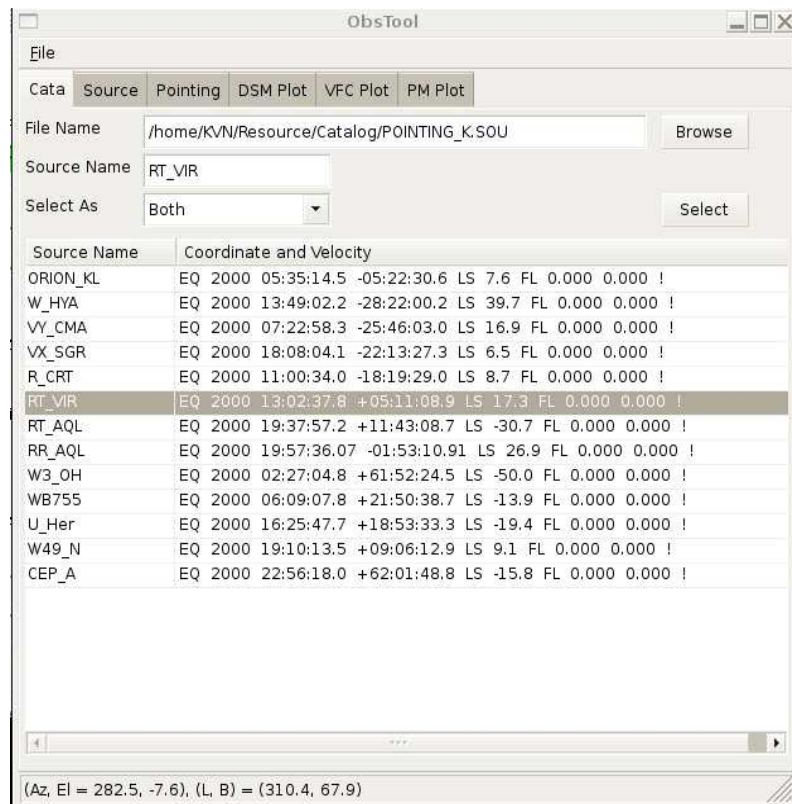 ObsTool
File
Cata Source Pointing DSM Plot VFC Plot PM Plot
File Name /home/KVN/Resource/Catalog/POINTING_K.SOU Browse
Source Name RT_VIR
Select As Both Select
Source Name Coordinate and Velocity
ORION_KL EQ 2000 05:35:14.5 -05:22:30.6 LS 7.6 FL 0.000 0.000 !
W_HYA EQ 2000 13:49:02.2 -28:22:00.2 LS 39.7 FL 0.000 0.000 !
VY_CMA EQ 2000 07:22:58.3 -25:46:03.0 LS 16.9 FL 0.000 0.000 !
VX_SGR EQ 2000 18:08:04.1 -22:13:27.3 LS 6.5 FL 0.000 0.000 !
R_CRT EQ 2000 11:00:34.0 -18:19:29.0 LS 8.7 FL 0.000 0.000 !
RT_VIR EQ 2000 13:02:37.8 +05:11:08.9 LS 17.3 FL 0.000 0.000 !
RT_AQL EQ 2000 19:37:57.2 +11:43:08.7 LS -30.7 FL 0.000 0.000 !
RR_AQL EQ 2000 19:57:36.07 -01:53:10.91 LS 26.9 FL 0.000 0.000 !
W3_OH EQ 2000 02:27:04.8 +61:52:24.5 LS -50.0 FL 0.000 0.000 !
WB755 EQ 2000 06:09:07.8 +21:50:38.7 LS -13.9 FL 0.000 0.000 !
U_Her EQ 2000 16:25:47.7 +18:53:33.3 LS -19.4 FL 0.000 0.000 !
W49_N EQ 2000 19:10:13.5 +09:06:12.9 LS 9.1 FL 0.000 0.000 !
CEP_A EQ 2000 22:56:18.0 +62:01:48.8 LS -15.8 FL 0.000 0.000 !
(Az, El = 282.5, -7.6), (L, B) = (310.4, 67.9)